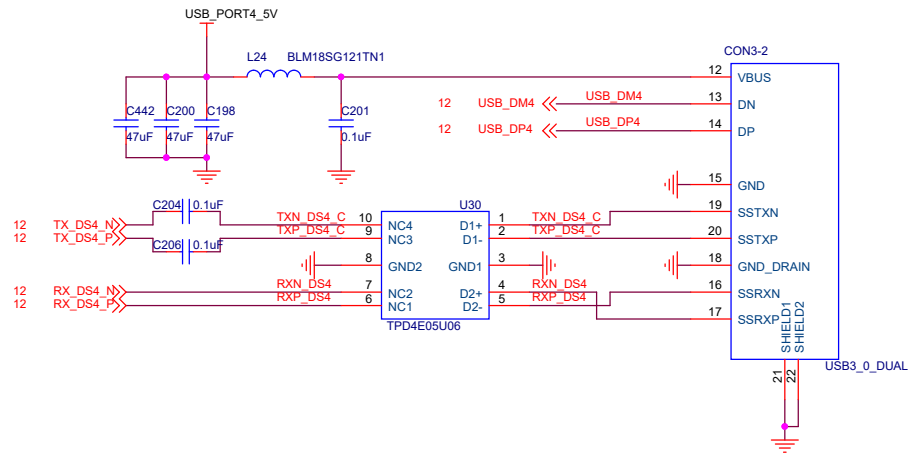 USB_PORT4_5V
L24 BLM18SG121TN1
CON3-2
C442
47uF
C200
47uF
C198
47uF
C201
0.1uF
12 VBUS
12 USB_DM4 USB_DM4 13 DN
12 USB_DP4 USB_DP4 14 DP
15 GND
12 TX_DS4_N C204 0.1uF TXN_DS4_C 10 NC4
12 TX_DS4_P C206 0.1uF TXP_DS4_C 9 NC3
U30
8 GND2
12 RX_DS4_N RXN_DS4 7 NC2
12 RX_DS4_P RXP_DS4 6 NC1
TPD4E05U06
D1+ 1 TXN_DS4_C 19 SSTXN
D1- 2 TXP_DS4_C 20 SSTXP
GND1 3
18 GND_DRAIN
D2+ 4 RXN_DS4
D2- 5 RXP_DS4
16 SSRXN
17 SSRXP
SHIELD1 21
SHIELD2 22
USB3_0_DUAL